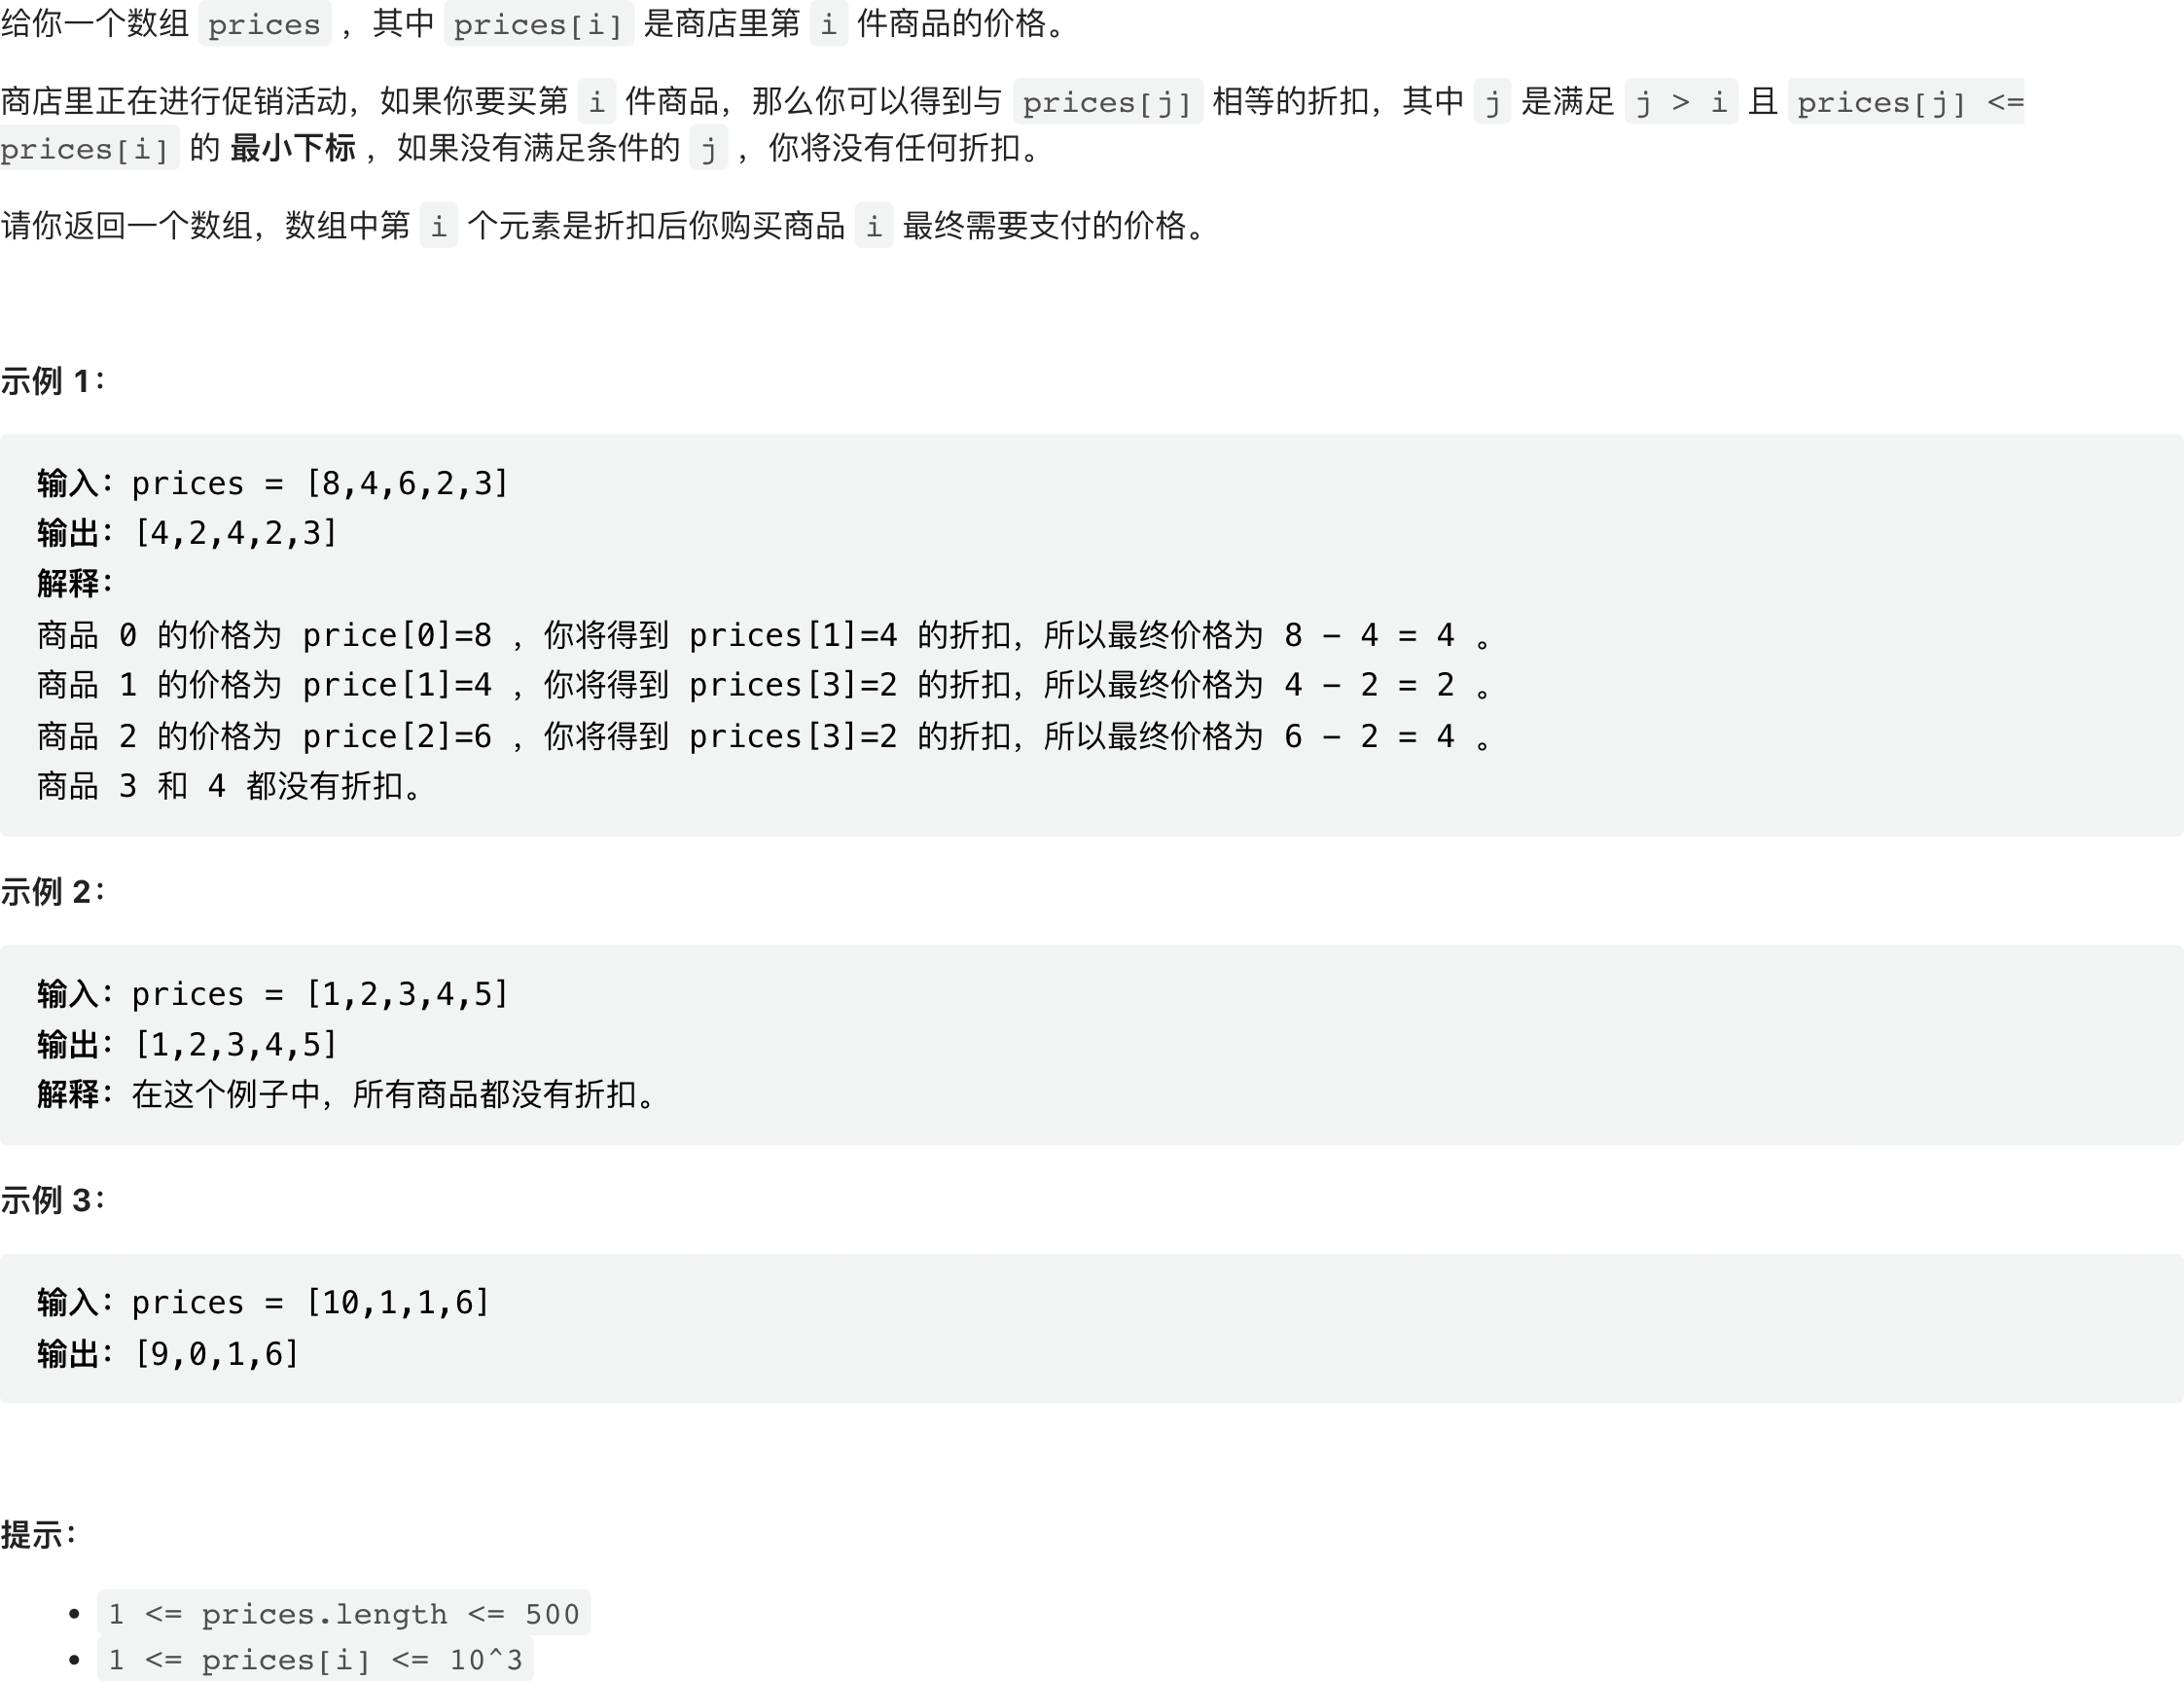 给你一个数组 prices ，其中 prices[i] 是商店里第 i 件商品的价格。
商店里正在进行促销活动，如果你要买第 i 件商品，那么你可以得到与 prices[j] 相等的折扣，其中 j 是满足 j > i 且 prices[j] <=
prices[i] 的 最小下标 ，如果没有满足条件的 j ，你将没有任何折扣。
请你返回一个数组，数组中第 i 个元素是折扣后你购买商品 i 最终需要支付的价格。
示例 1：
输入：prices = [8,4,6,2,3]
输出：[4,2,4,2,3]
解释：
商品 0 的价格为 price[0]=8 ，你将得到 prices[1]=4 的折扣，所以最终价格为 8 - 4 = 4 。
商品 1 的价格为 price[1]=4 ，你将得到 prices[3]=2 的折扣，所以最终价格为 4 - 2 = 2 。
商品 2 的价格为 price[2]=6 ，你将得到 prices[3]=2 的折扣，所以最终价格为 6 - 2 = 4 。
商品 3 和 4 都没有折扣。
示例 2：
输入：prices = [1,2,3,4,5]
输出：[1,2,3,4,5]
解释：在这个例子中，所有商品都没有折扣。
示例 3：
输入：prices = [10,1,1,6]
输出：[9,0,1,6]
提示：
• 1 <= prices.length <= 500
• 1 <= prices[i] <= 10^3